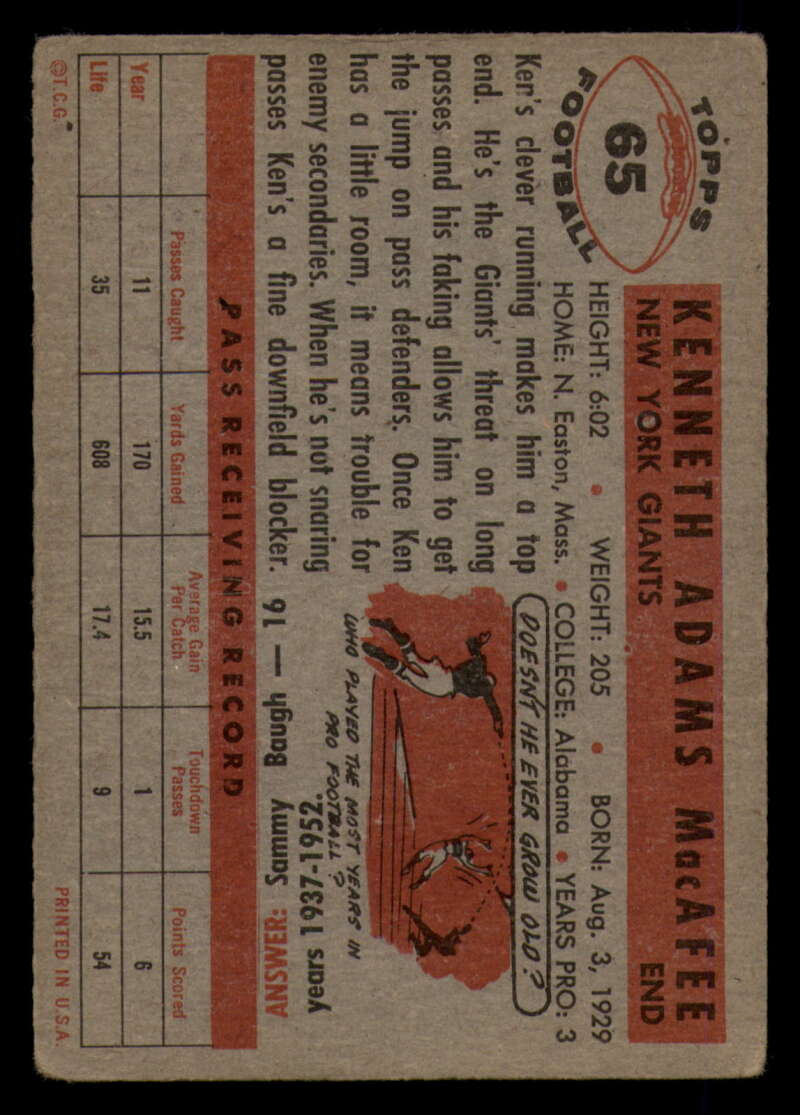 TOPPS
65
FOOTBALL
KENNETH ADAMS MacAFEE
NEW YORK GIANTS END
HEIGHT: 6:02 • WEIGHT: 205 • BORN: Aug. 3, 1929
HOME: N. Easton, Mass. • COLLEGE: Alabama • YEARS PRO: 3
Ken's clever running makes him a top
end. He's the Giants' threat on long
passes and his faking allows him to get
the jump on pass defenders. Once Ken
has a little room, it means trouble for
enemy secondaries. When he's not snaring
passes Ken's a fine downfield blocker.
DOESN'T HE EVER GROW OLD?
WHO PLAYED THE MOST YEARS IN
PRO FOOTBALL?
ANSWER: Sammy Baugh — 16
years 1937-1952.
PASS RECEIVING RECORD
Passes Caught Yards Gained Average Gain Per Catch Touchdown Passes Points Scored
Year 11 170 15.5 1 6
Life 35 608 17.4 9 54
©T.C.G. PRINTED IN U.S.A.